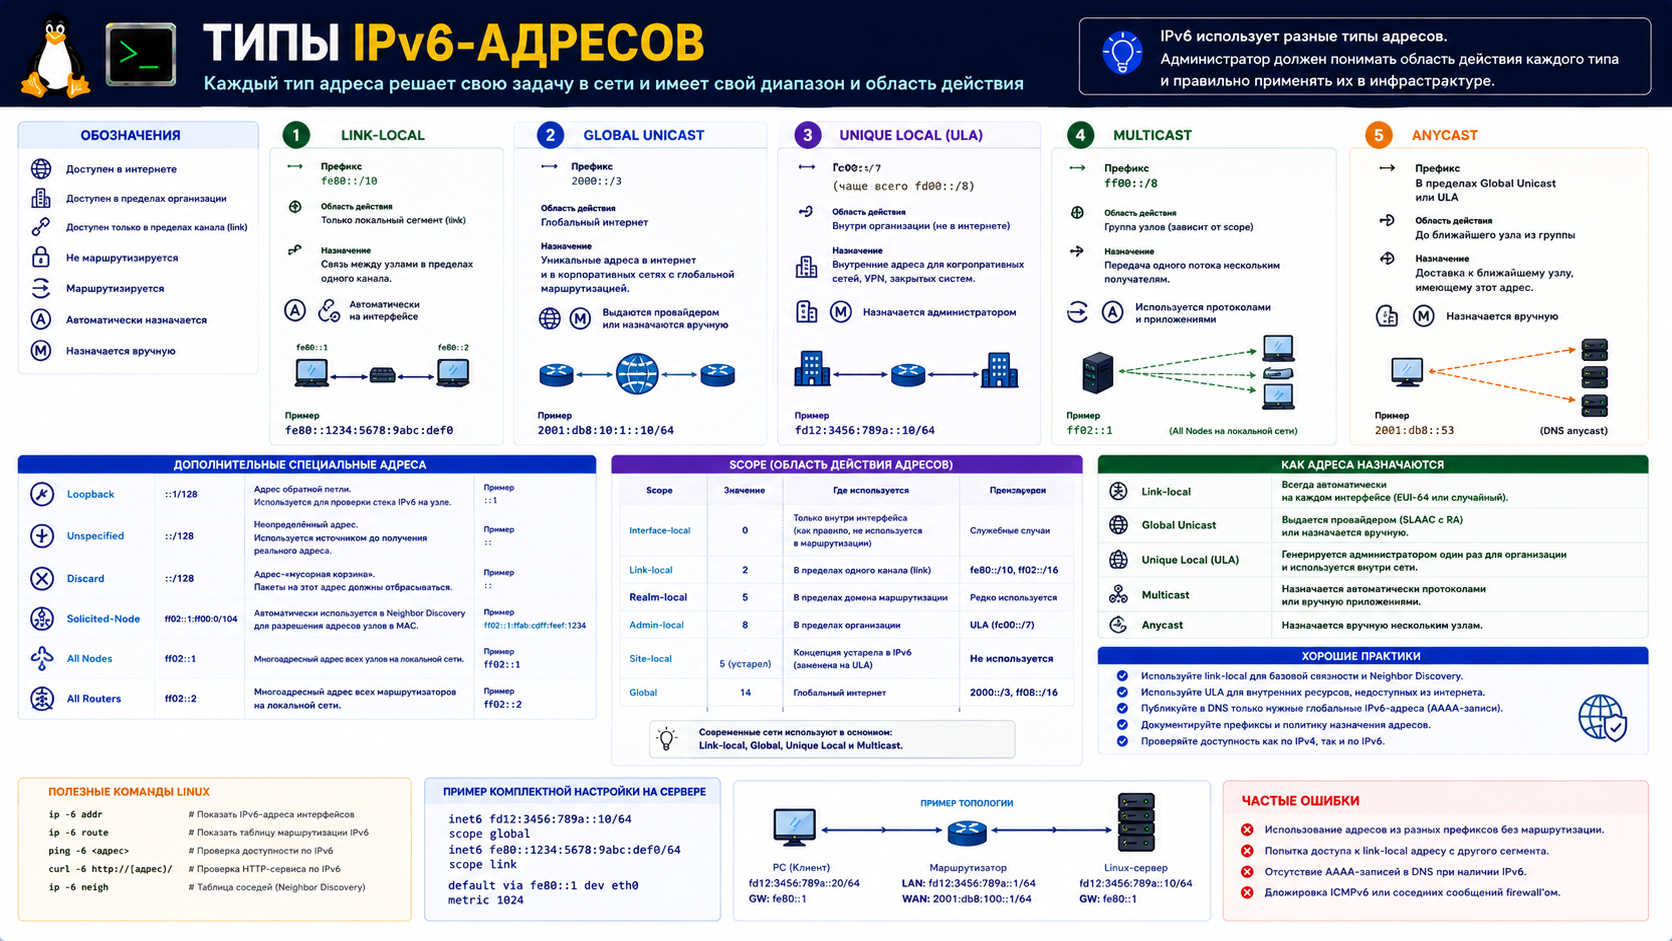 ТИПЫ IPv6-АДРЕСОВ
Каждый тип адреса решает свою задачу в сети и имеет свой диапазон и область действия
IPv6 использует разные типы адресов.
Администратор должен понимать область действия каждого типа
и правильно применять их в инфрастрактуре.
ОБОЗНАЧЕНИЯ
Доступен в интернете
Доступен в пределах организации
Доступен только в пределах канала (link)
Не маршрутизируется
Маршрутизируется
A Автоматически назначается
M Назначается вручную
1 LINK-LOCAL
Префикс
fe80::/10
Область действия
Только локальный сегмент (link)
Назначение
Связь между узлами в пределах
одного канала.
A Автоматически
на интерфейсе
fe80::1 fe80::2
Пример
fe80::1234:5678:9abc:def0
2 GLOBAL UNICAST
Префикс
2000::/3
Область действия
Глобальный интернет
Назначение
Уникальные адреса в интернет
и в корпоративных сетях с глобальной
маршрутизацией.
M Выдаются провайдером
или назначаются вручную
Пример
2001:db8:10:1::10/64
3 UNIQUE LOCAL (ULA)
fc00::/7
(чаще всего fd00::/8)
Область действия
Внутри организации (не в интернете)
Назначение
Внутренние адреса для когропративных
сетей, УPN, закрытых систем.
M Назначается администратором
Пример
fd12:3456:789a::10/64
4 MULTICAST
Префикс
ff00::/8
Область действия
Группа узлов (зависит от scope)
Назначение
Передача одного потока нескольким
получателям.
A Используется протоколами
и приложениями
Пример
ff02::1 (All Nodes на локальной сети)
5 ANYCAST
Префикс
В пределах Global Unicast
или ULA
Область действия
До ближайшего узла из группы
Назначение
Доставка к ближайшему узлу,
имеющему этот адрес.
M Назначается вручную
Пример
2001:db8::53 (DNS anycast)
ДОПОЛНИТЕЛЬНЫЕ СПЕЦИАЛЬНЫЕ АДРЕСА
Loopback ::1/128 Адрес обратной петли.
Используется для проверки стека IPv6 на узле.
Пример
::1
Unspecified ::/128 Неопределённый адрес.
Используется источником до получения
реального адреса.
Пример
::
Discard ::/128 Адрес-«мусорная корзина».
Пакеты на этот адрес должны отбрасываться.
Пример
::
Solicited-Node ff02::1:ff00:0/104 Автоматически используется в Neighbor Discovery
для разрешения адресов узлов в MAC.
Пример
ff02::1:ffab:cdff:feef:1234
All Nodes ff02::1 Многоадресный адрес всех узлов на локальной сети.
Пример
ff02::1
All Routers ff02::2 Многоадресный адрес всех маршрутизаторов
на локальной сети.
Пример
ff02::2
SCOPE (ОБЛАСТЬ ДЕЙСТВИЯ АДРЕСОВ)
Scope Значение Где используется
Interface-local 0 Только внутри интерфейса
(как правило, не используется
в маршрутизации)
Служебные случаи
Link-local 2 В пределах одного канала (link) fe80::/10, ff02::/16
Realm-local 5 В пределах домена маршрутизации Редко используется
Admin-local 8 В пределах организации ULA (fc00::/7)
Site-local 5 (устарел) Концепция устарела в IPv6
(заменена на ULA)
Не используется
Global 14 Глобальный интернет 2000::/3, ff08::/16
Современные сети используют в основном:
Link-local, Global, Unique Local и Multicast.
КАК АДРЕСА НАЗНАЧАЮТСЯ
Link-local Всегда автоматически
на каждом интерфейсе (EUI-64 или случайный).
Global Unicast Выдается провайдером (SLAAC с RA)
или назначается вручную.
Unique Local (ULA) Генерируется администратором один раз для организации
и используется внутри сети.
Multicast Назначается автоматически протоколами
или вручную приложениями.
Anycast Назначается вручную нескольким узлам.
ХОРОШИЕ ПРАКТИКИ
Используйте link-local для базовой связности и Neighbor Discovery.
Используйте ULA для внутренних ресурсов, недоступных из интернета.
Публикуйте в DNS только нужные глобальные IPv6-адреса (AAAA-записи).
Документируйте префиксы и политику назначения адресов.
Проверяйте доступность как по IPv4, так и по IPv6.
ПОЛЕЗНЫЕ КОМАНДЫ LINUX
ip -6 addr # Показать IPv6-адреса интерфейсов
ip -6 route # Показать таблицу маршрутизации IPv6
ping -6 <адрес> # Проверка доступности по IPv6
curl -6 http://[адрес]/ # Проверка HTTP-сервиса по IPv6
ip -6 neigh # Таблица соседей (Neighbor Discovery)
ПРИМЕР КОМПЛЕКТНОЙ НАСТРОЙКИ НА СЕРВЕРЕ
inet6 fd12:3456:789a::10/64
scope global
inet6 fe80::1234:5678:9abc:def0/64
scope link
default via fe80::1 dev eth0
metric 1024
ПРИМЕР ТОПОЛОГИИ
PC (Клиент)
fd12:3456:789a::20/64
GW: fe80::1
Маршрутизатор
LAN: fd12:3456:789a::1/64
WAN: 2001:db8:100::1/64
Linux-сервер
fd12:3456:789a::10/64
GW: fe80::1
ЧАСТЫЕ ОШИБКИ
Использование адресов из разных префиксов без маршрутизации.
Попытка доступа к link-local адресу с другого сегмента.
Отсутствие AAAA-записей в DNS при наличии IPv6.
Дложировка ICMPv6 или соседних сообщений firewall'ом.